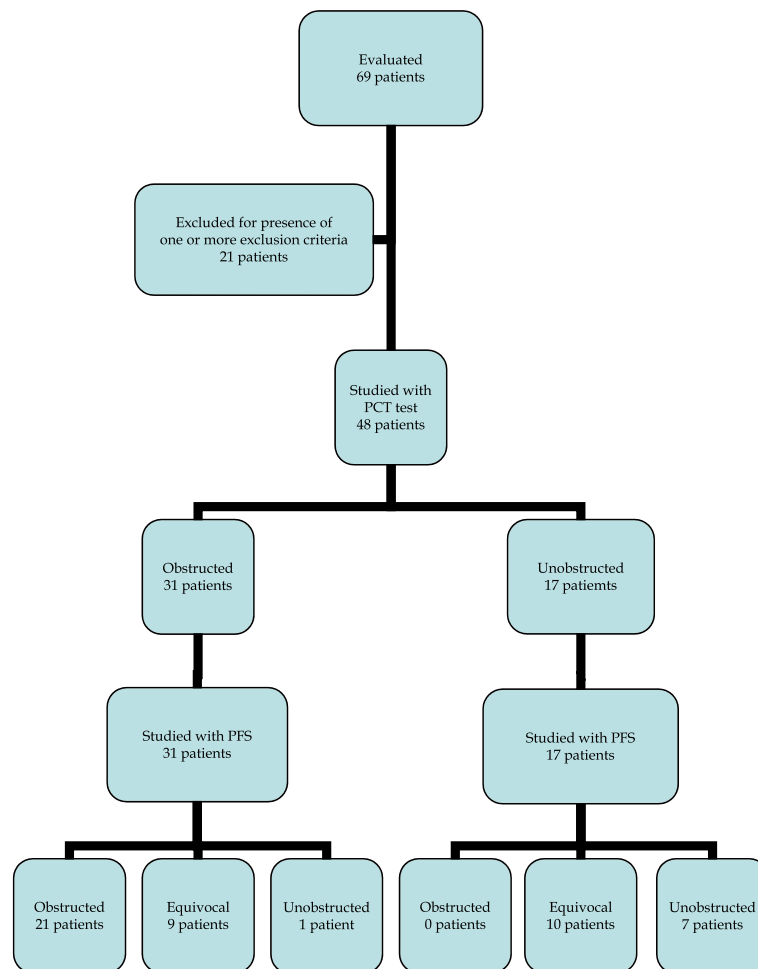 Evaluated
69 patients
Excluded for presence of
one or more exclusion criteria
21 patients
Studied with
PCT test
48 patients
Obstructed
31 patients
Unobstructed
17 patiemts
Studied with PFS
31 patients
Studied with PFS
17 patients
Obstructed
21 patients
Equivocal
9 patients
Unobstructed
1 patient
Obstructed
0 patients
Equivocal
10 patients
Unobstructed
7 patients